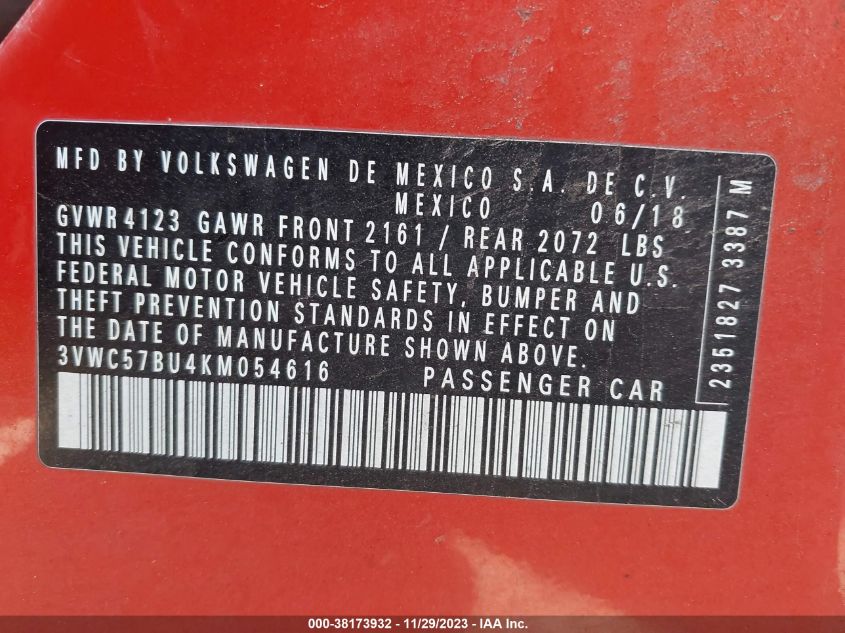 MFD BY VOLKSWAGEN DE MEXICO S.A. DE C.V.
MEXICO 06/18
GVWR 4123 GAWR FRONT 2161 / REAR 2072 LBS
THIS VEHICLE CONFORMS TO ALL APPLICABLE U.S.
FEDERAL MOTOR VEHICLE SAFETY, BUMPER AND
THEFT PREVENTION STANDARDS IN EFFECT ON
THE DATE OF MANUFACTURE SHOWN ABOVE.
3VWC57BU4KM054616 PASSENGER CAR
2351827 3387 M
000-38173932 - 11/29/2023 - IAA Inc.